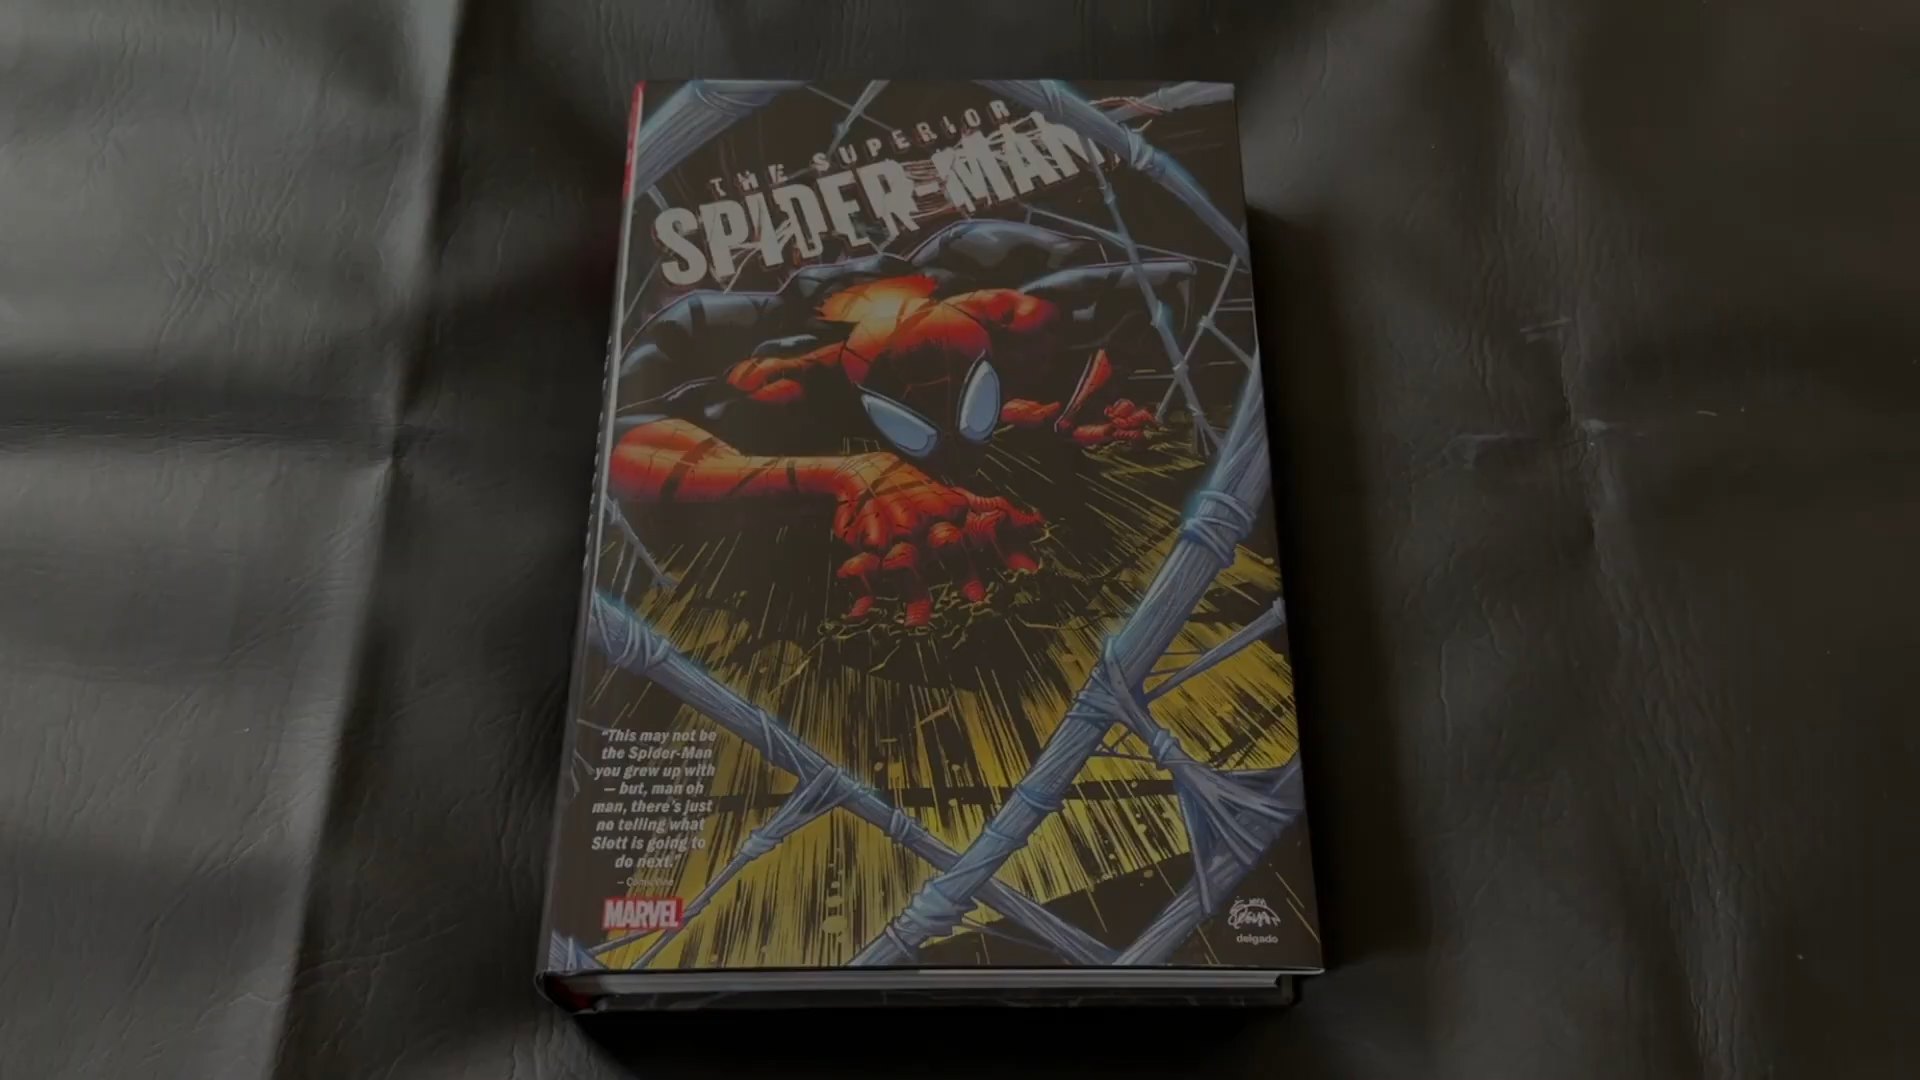 THE SUPERIOR
SPIDER-MAN
"This may not be
the Spider-Man
you grew up with
— but, man oh
man, there's just
no telling what
Slott is going to
do next."
MARVEL
delgado